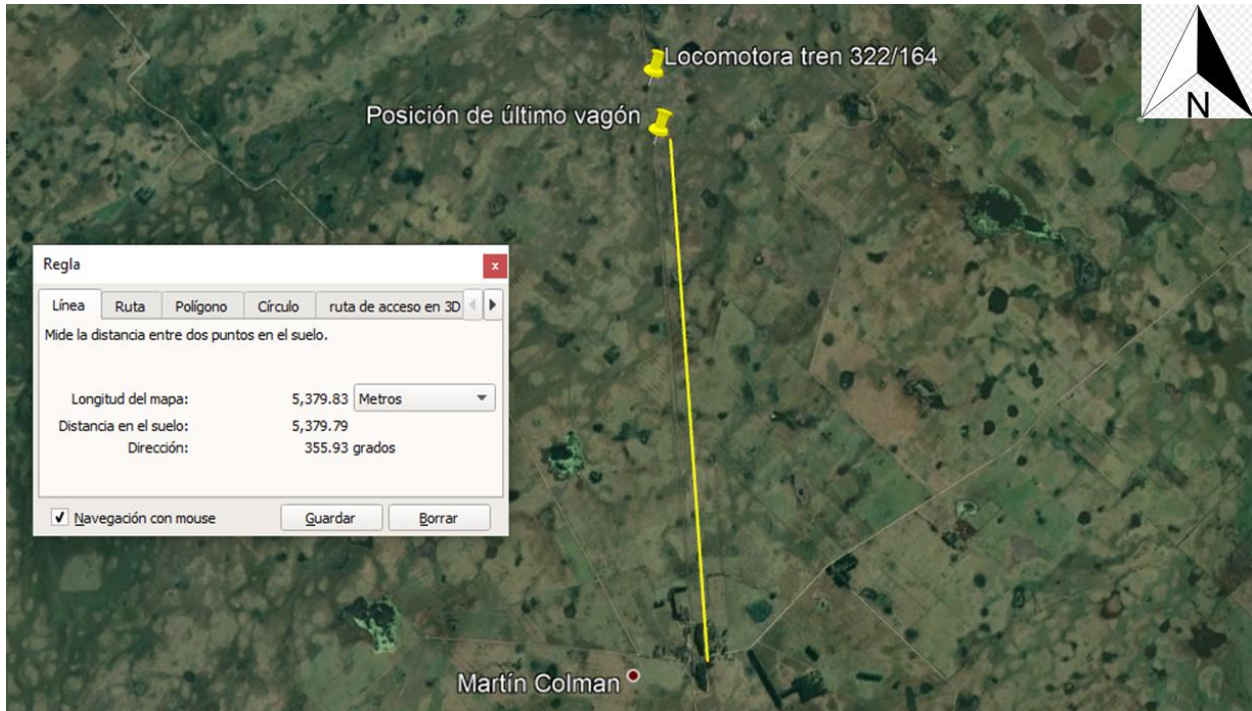 Locomotora tren 322/164
Posición de último vagón
N
Regla
x
Línea Ruta Polígono Círculo ruta de acceso en 3D
Mide la distancia entre dos puntos en el suelo.
Longitud del mapa: 5,379.83 Metros
Distancia en el suelo: 5,379.79
Dirección: 355.93 grados
Navegación con mouse Guardar Borrar
Martín Colman